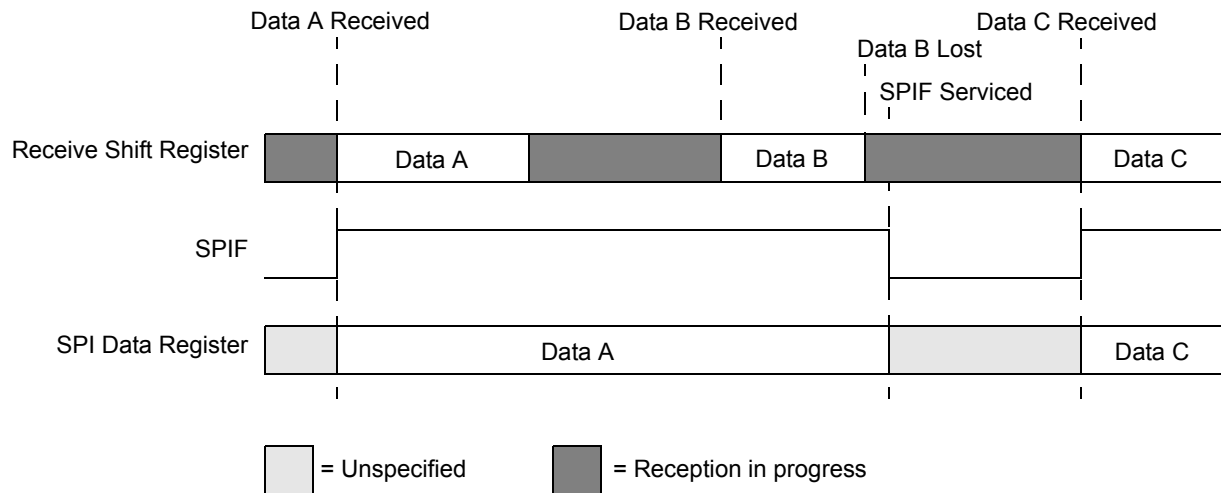 Data A Received
Data B Received
Data C Received
Data B Lost
SPIF Serviced
Receive Shift Register
Data A
Data B
Data C
SPIF
SPI Data Register
Data A
Data C
= Unspecified
= Reception in progress